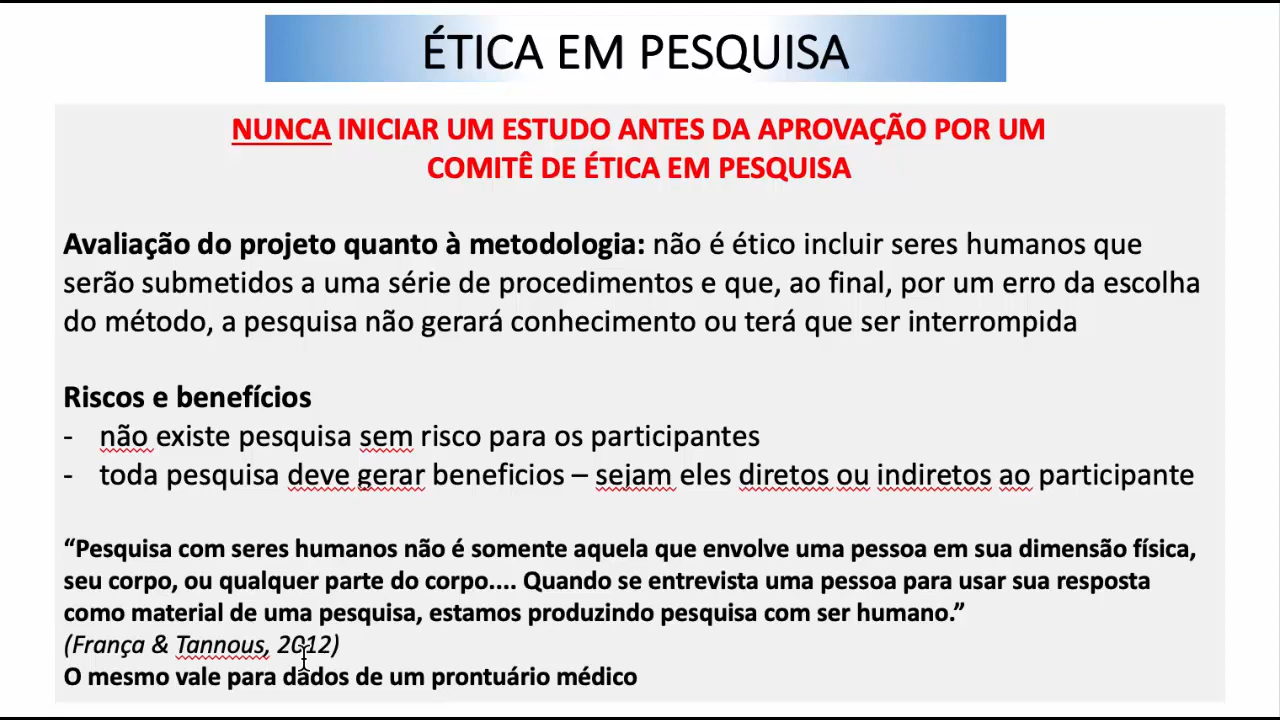 ÉTICA EM PESQUISA
NUNCA INICIAR UM ESTUDO ANTES DA APROVAÇÃO POR UM
COMITÊ DE ÉTICA EM PESQUISA
Avaliação do projeto quanto à metodologia: não é ético incluir seres humanos que
serão submetidos a uma série de procedimentos e que, ao final, por um erro da escolha
do método, a pesquisa não gerará conhecimento ou terá que ser interrompida
Riscos e benefícios
- não existe pesquisa sem risco para os participantes
- toda pesquisa deve gerar beneficios – sejam eles diretos ou indiretos ao participante
“Pesquisa com seres humanos não é somente aquela que envolve uma pessoa em sua dimensão física,
seu corpo, ou qualquer parte do corpo.... Quando se entrevista uma pessoa para usar sua resposta
como material de uma pesquisa, estamos produzindo pesquisa com ser humano.”
(França & Tannous, 2012)
O mesmo vale para dados de um prontuário médico